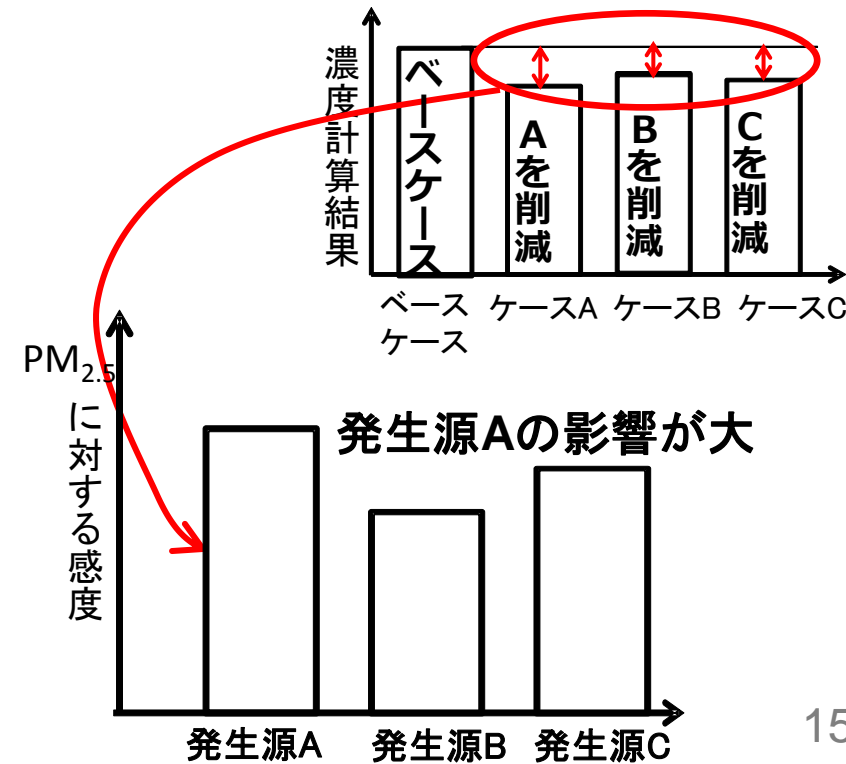 濃度計算結果
ベースケース
Aを削減
Bを削減
Cを削減
ベース
ケース
ケースA
ケースB
ケースC
PM2.5
に対する感度
発生源Aの影響が大
発生源A
発生源B
発生源C
15